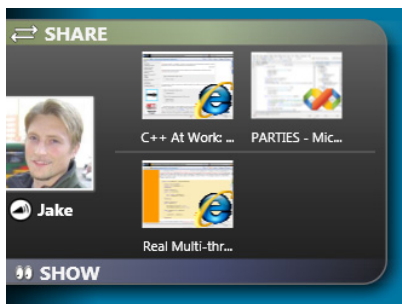 SHARE
C++ At Work: ...
PARTIES - Mic...
Jake
Real Multi-thr...
SHOW